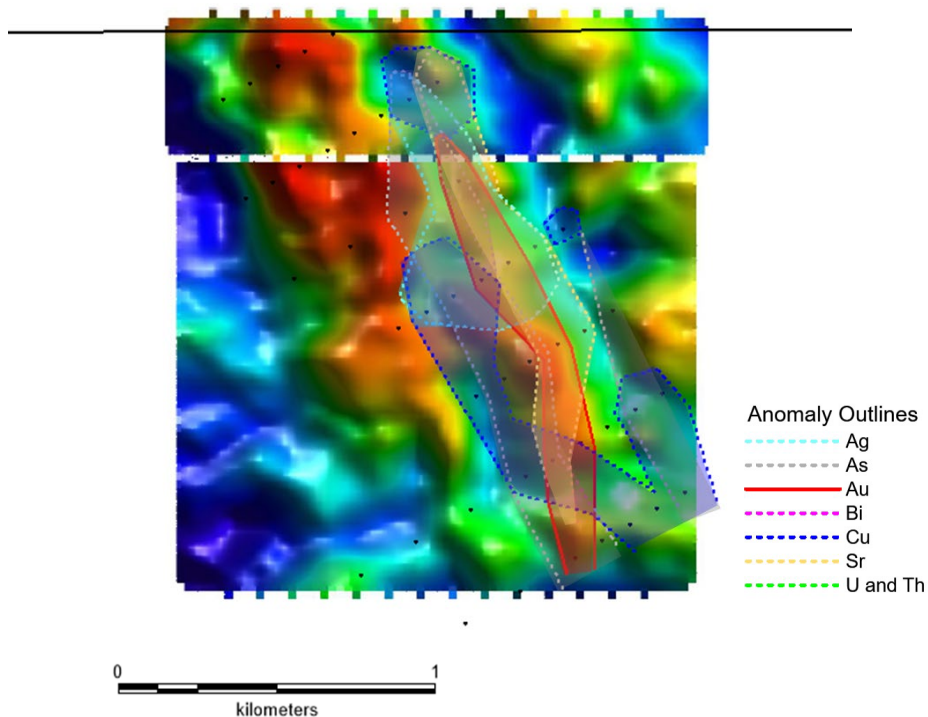 Anomaly Outlines
Ag
As
Au
Bi
Cu
Sr
U and Th
0 1
kilometers